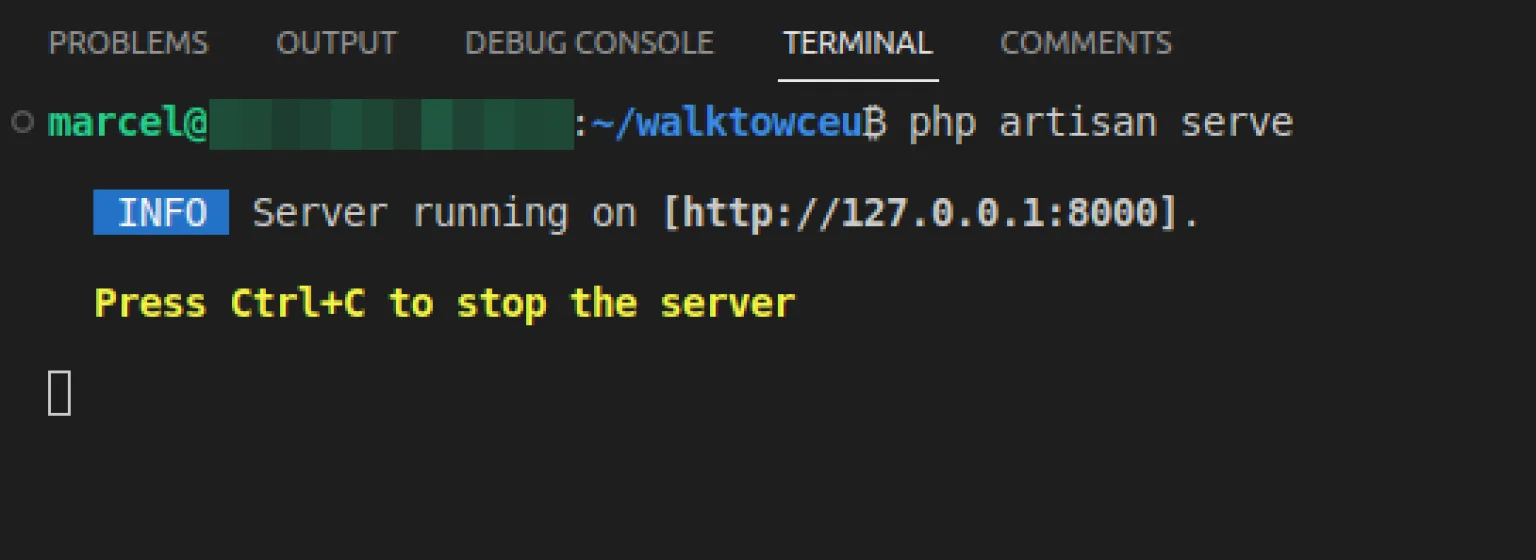 PROBLEMS OUTPUT DEBUG CONSOLE TERMINAL COMMENTS
marcel@ :~/walktowceu₿ php artisan serve
INFO Server running on [http://127.0.0.1:8000].
Press Ctrl+C to stop the server